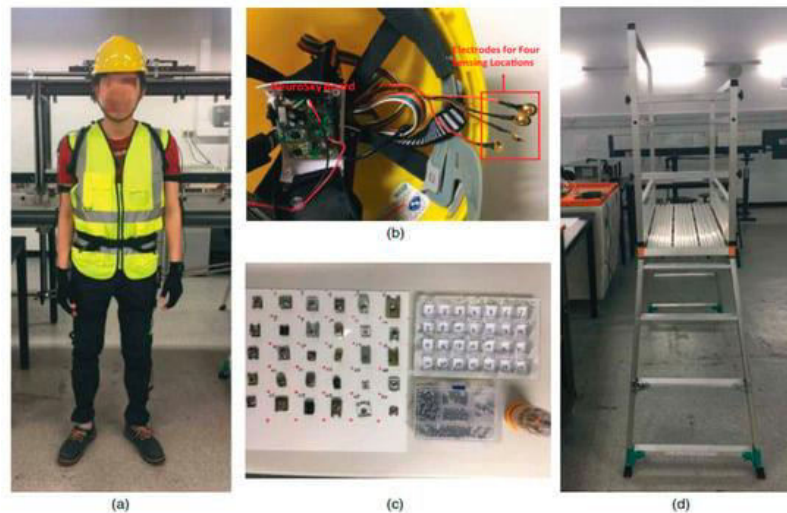 Electrodes for Four
Sensing Locations
NeuroSky Board
(a)
(b)
(c)
(d)